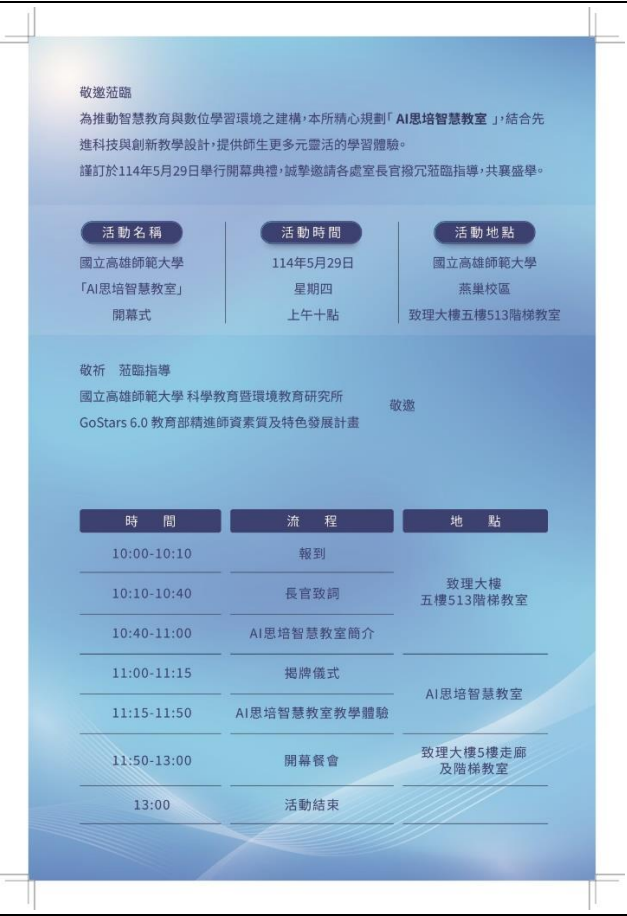 敬邀蒞臨
為推動智慧教育與數位學習環境之建構,本所精心規劃「AI思培智慧教室」,結合先
進科技與創新教學設計,提供師生更多元靈活的學習體驗。
謹訂於114年5月29日舉行開幕典禮,誠摯邀請各處室長官撥冗蒞臨指導,共襄盛舉。
活動名稱
國立高雄師範大學
「AI思培智慧教室」
開幕式
活動時間
114年5月29日
星期四
上午十點
活動地點
國立高雄師範大學
燕巢校區
致理大樓五樓513階梯教室
敬祈 蒞臨指導
國立高雄師範大學 科學教育暨環境教育研究所
GoStars 6.0 教育部精進師資素質及特色發展計畫
敬邀
時 間 流 程 地 點
10:00-10:10 報到
10:10-10:40 長官致詞
致理大樓
五樓513階梯教室
10:40-11:00 AI思培智慧教室簡介
11:00-11:15 揭牌儀式
AI思培智慧教室
11:15-11:50 AI思培智慧教室教學體驗
11:50-13:00 開幕餐會
致理大樓5樓走廊
及階梯教室
13:00 活動結束